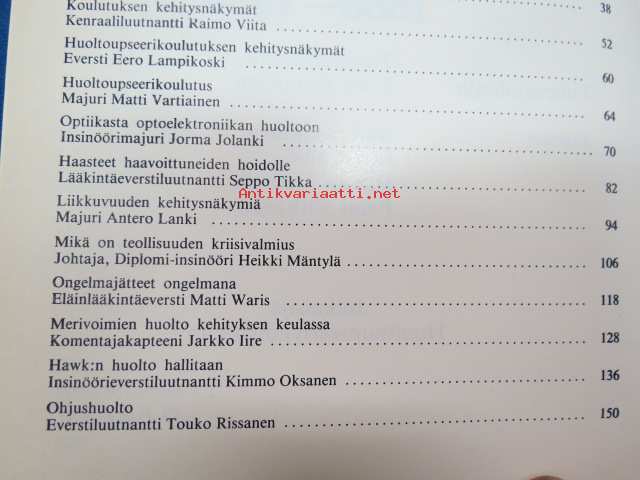 Koulutuksen kehitysnäkymät
Kenraaliluutnantti Raimo Viita 38
Huoltoupseerikoulutuksen kehitysnäkymät
Eversti Eero Lampikoski 52
Huoltoupseerikoulutus
Majuri Matti Vartiainen 60
Optiikasta optoelektroniikan huoltoon
Insinöörimajuri Jorma Jolanki 64
Haasteet haavoittuneiden hoidolle
Lääkintäeverstiluutnantti Seppo Tikka 70
Antikvariaatti.net
Liikkuvuuden kehitysnäkymiä
Majuri Antero Lanki 82
Mikä on teollisuuden kriisivalmius
Johtaja, Diplomi-insinööri Heikki Mäntylä 94
Ongelmajätteet ongelmana
Eläinlääkintäeversti Matti Waris 106
Merivoimien huolto kehityksen keulassa
Komentajakapteeni Jarkko Iire 118
Hawk:n huolto hallitaan
Insinöörieverstiluutnantti Kimmo Oksanen 128
Ohjushuolto
Everstiluutnantti Touko Rissanen 136
150